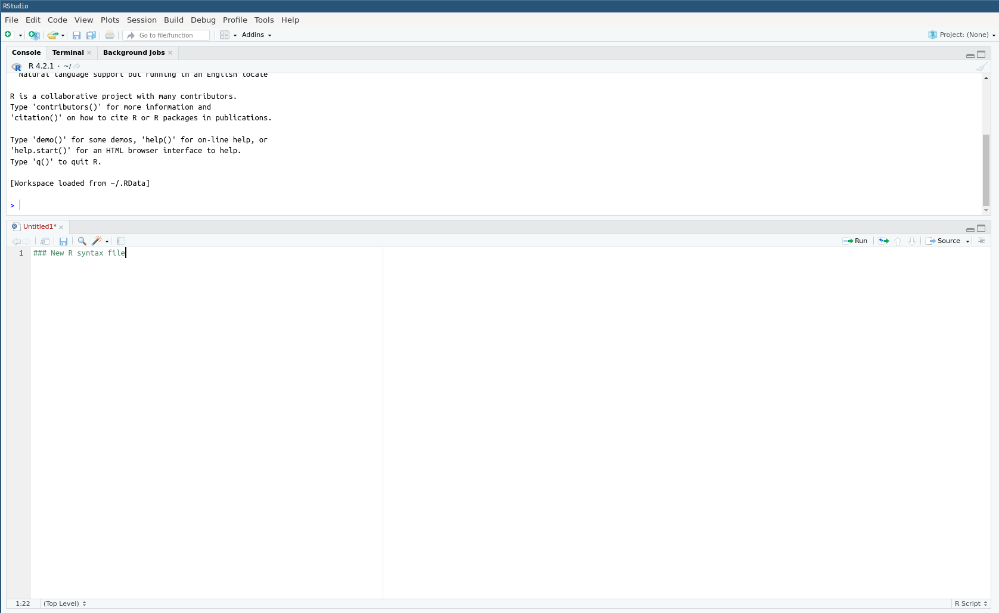 RStudio
File Edit Code View Plots Session Build Debug Profile Tools Help
Go to file/function Addins Project: (None)
Console Terminal Background Jobs
R 4.2.1 · ~/
Natural language support but running in an English locale
R is a collaborative project with many contributors.
Type 'contributors()' for more information and
'citation()' on how to cite R or R packages in publications.
Type 'demo()' for some demos, 'help()' for on-line help, or
'help.start()' for an HTML browser interface to help.
Type 'q()' to quit R.
[Workspace loaded from ~/.RData]
>
Untitled1*
Run Source
1 ### New R syntax file
1:22 (Top Level) R Script